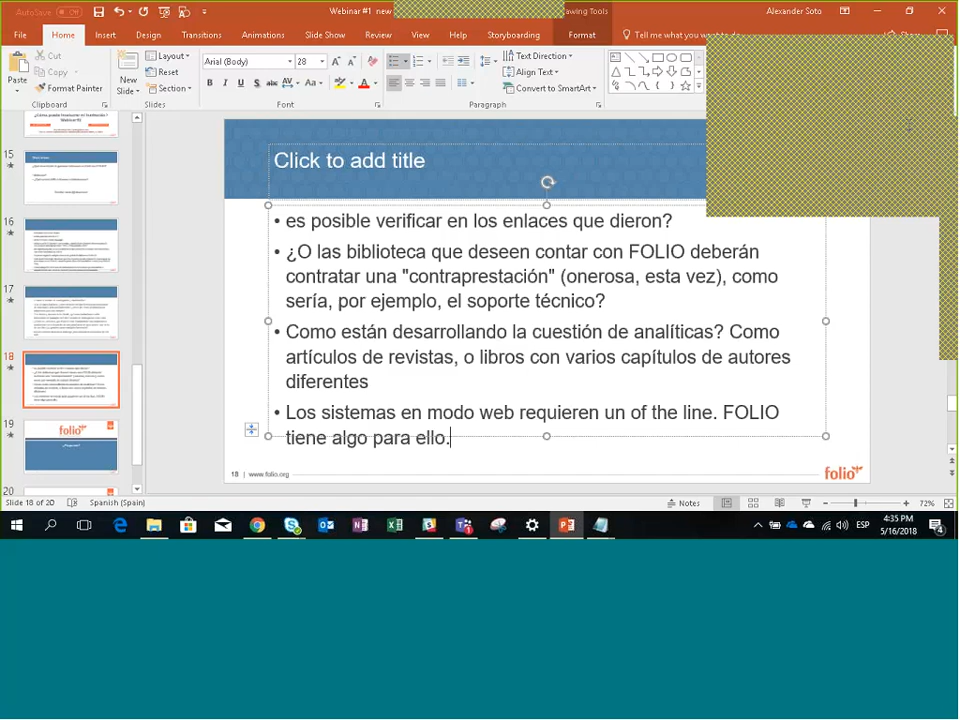 AutoSave Off
Webinar #1 new
awing Tools
Alexander Soto
File Home Insert Design Transitions Animations Slide Show Review View Help Storyboarding Format Tell me what you want
Paste
Cut
Copy
Format Painter
Clipboard
New
Slide
Layout
Reset
Section
Slides
Arial (Body) 28
B I U S abc AV Aa A
Font
Text Direction
Align Text
Convert to SmartArt
Paragraph
15
16
17
18
19
20
folio
Click to add title
• es posible verificar en los enlaces que dieron?
• ¿O las biblioteca que deseen contar con FOLIO deberán
contratar una "contraprestación" (onerosa, esta vez), como
sería, por ejemplo, el soporte técnico?
• Como están desarrollando la cuestión de analíticas? Como
artículos de revistas, o libros con varios capítulos de autores
diferentes
• Los sistemas en modo web requieren un of the line. FOLIO
tiene algo para ello.
18 | www.folio.org
folio
Slide 18 of 20 Spanish (Spain) Notes 72%
ESP
4:35 PM
5/16/2018